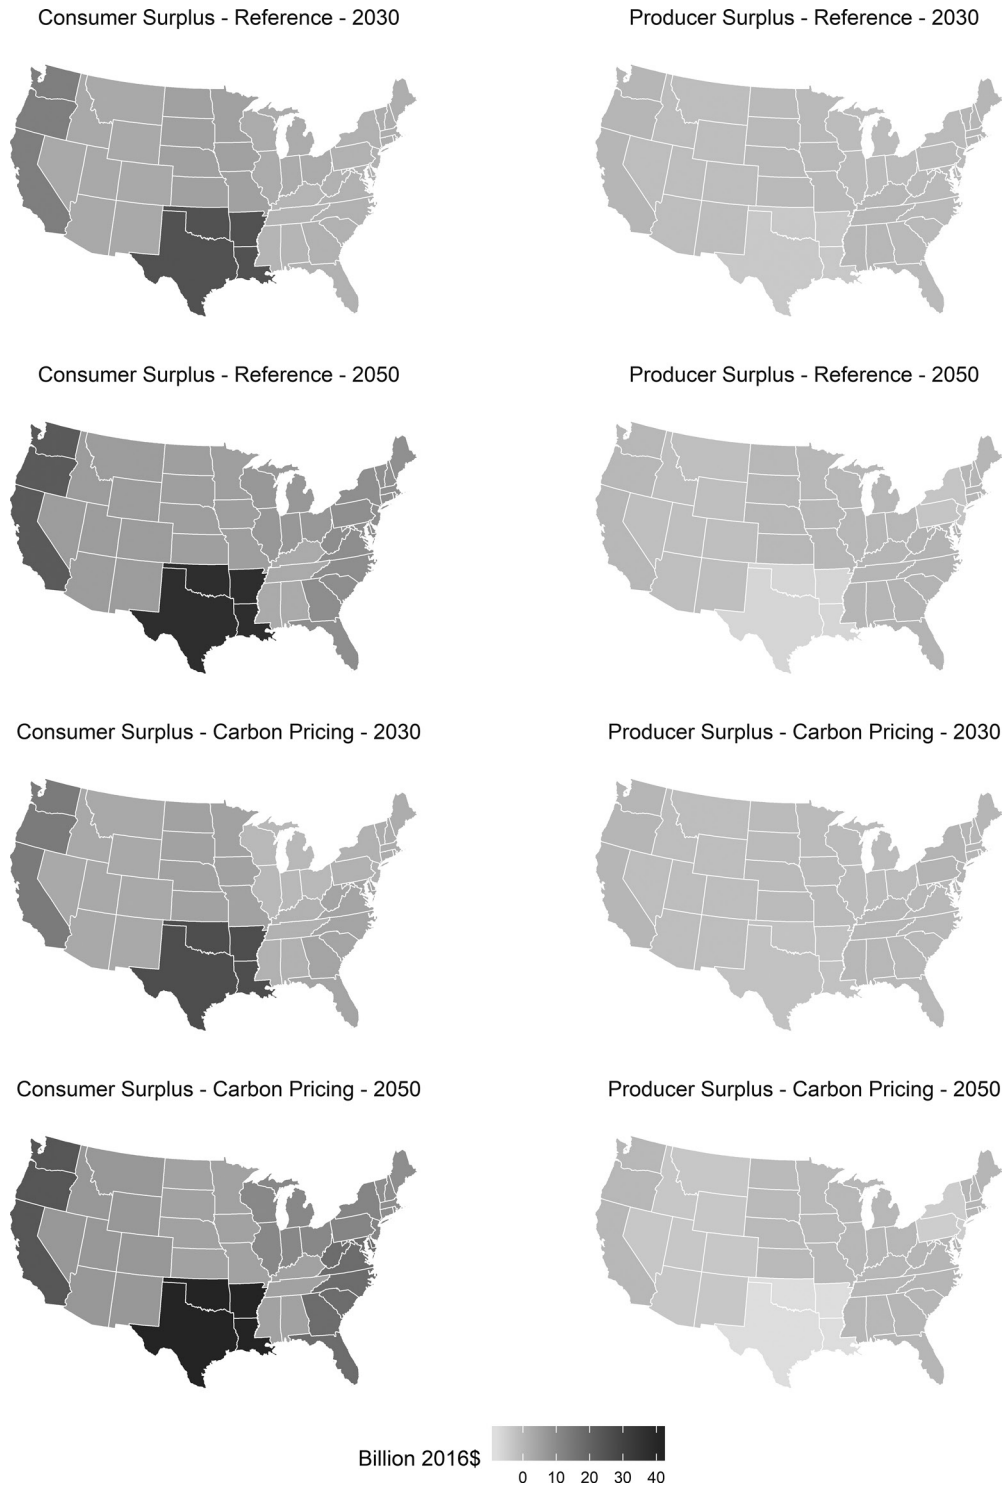 Consumer Surplus - Reference - 2030
Producer Surplus - Reference - 2030
Consumer Surplus - Reference - 2050
Producer Surplus - Reference - 2050
Consumer Surplus - Carbon Pricing - 2030
Producer Surplus - Carbon Pricing - 2030
Consumer Surplus - Carbon Pricing - 2050
Producer Surplus - Carbon Pricing - 2050
Billion 2016$
0 10 20 30 40